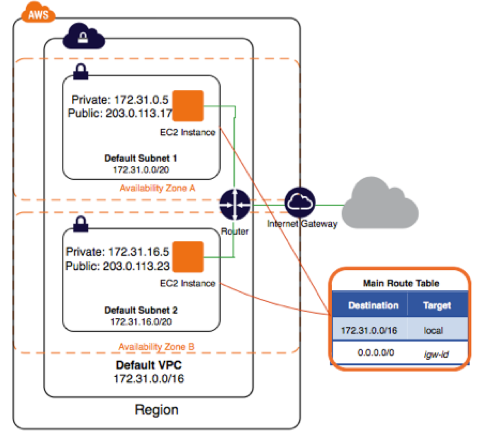 AWS
Private: 172.31.0.5
Public: 203.0.113.17
EC2 Instance
Default Subnet 1
172.31.0.0/20
Availability Zone A
Router
Internet Gateway
Private: 172.31.16.5
Public: 203.0.113.23
EC2 Instance
Default Subnet 2
172.31.16.0/20
Availability Zone B
Default VPC
172.31.0.0/16
Region
Main Route Table
Destination Target
172.31.0.0/16 local
0.0.0.0/0 igw-id